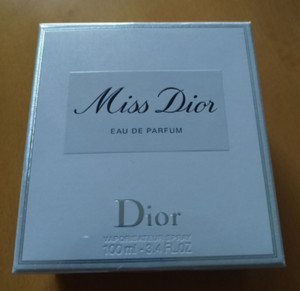 Miss Dior
EAU DE PARFUM
Dior
100 ml - 3.4 FL.OZ